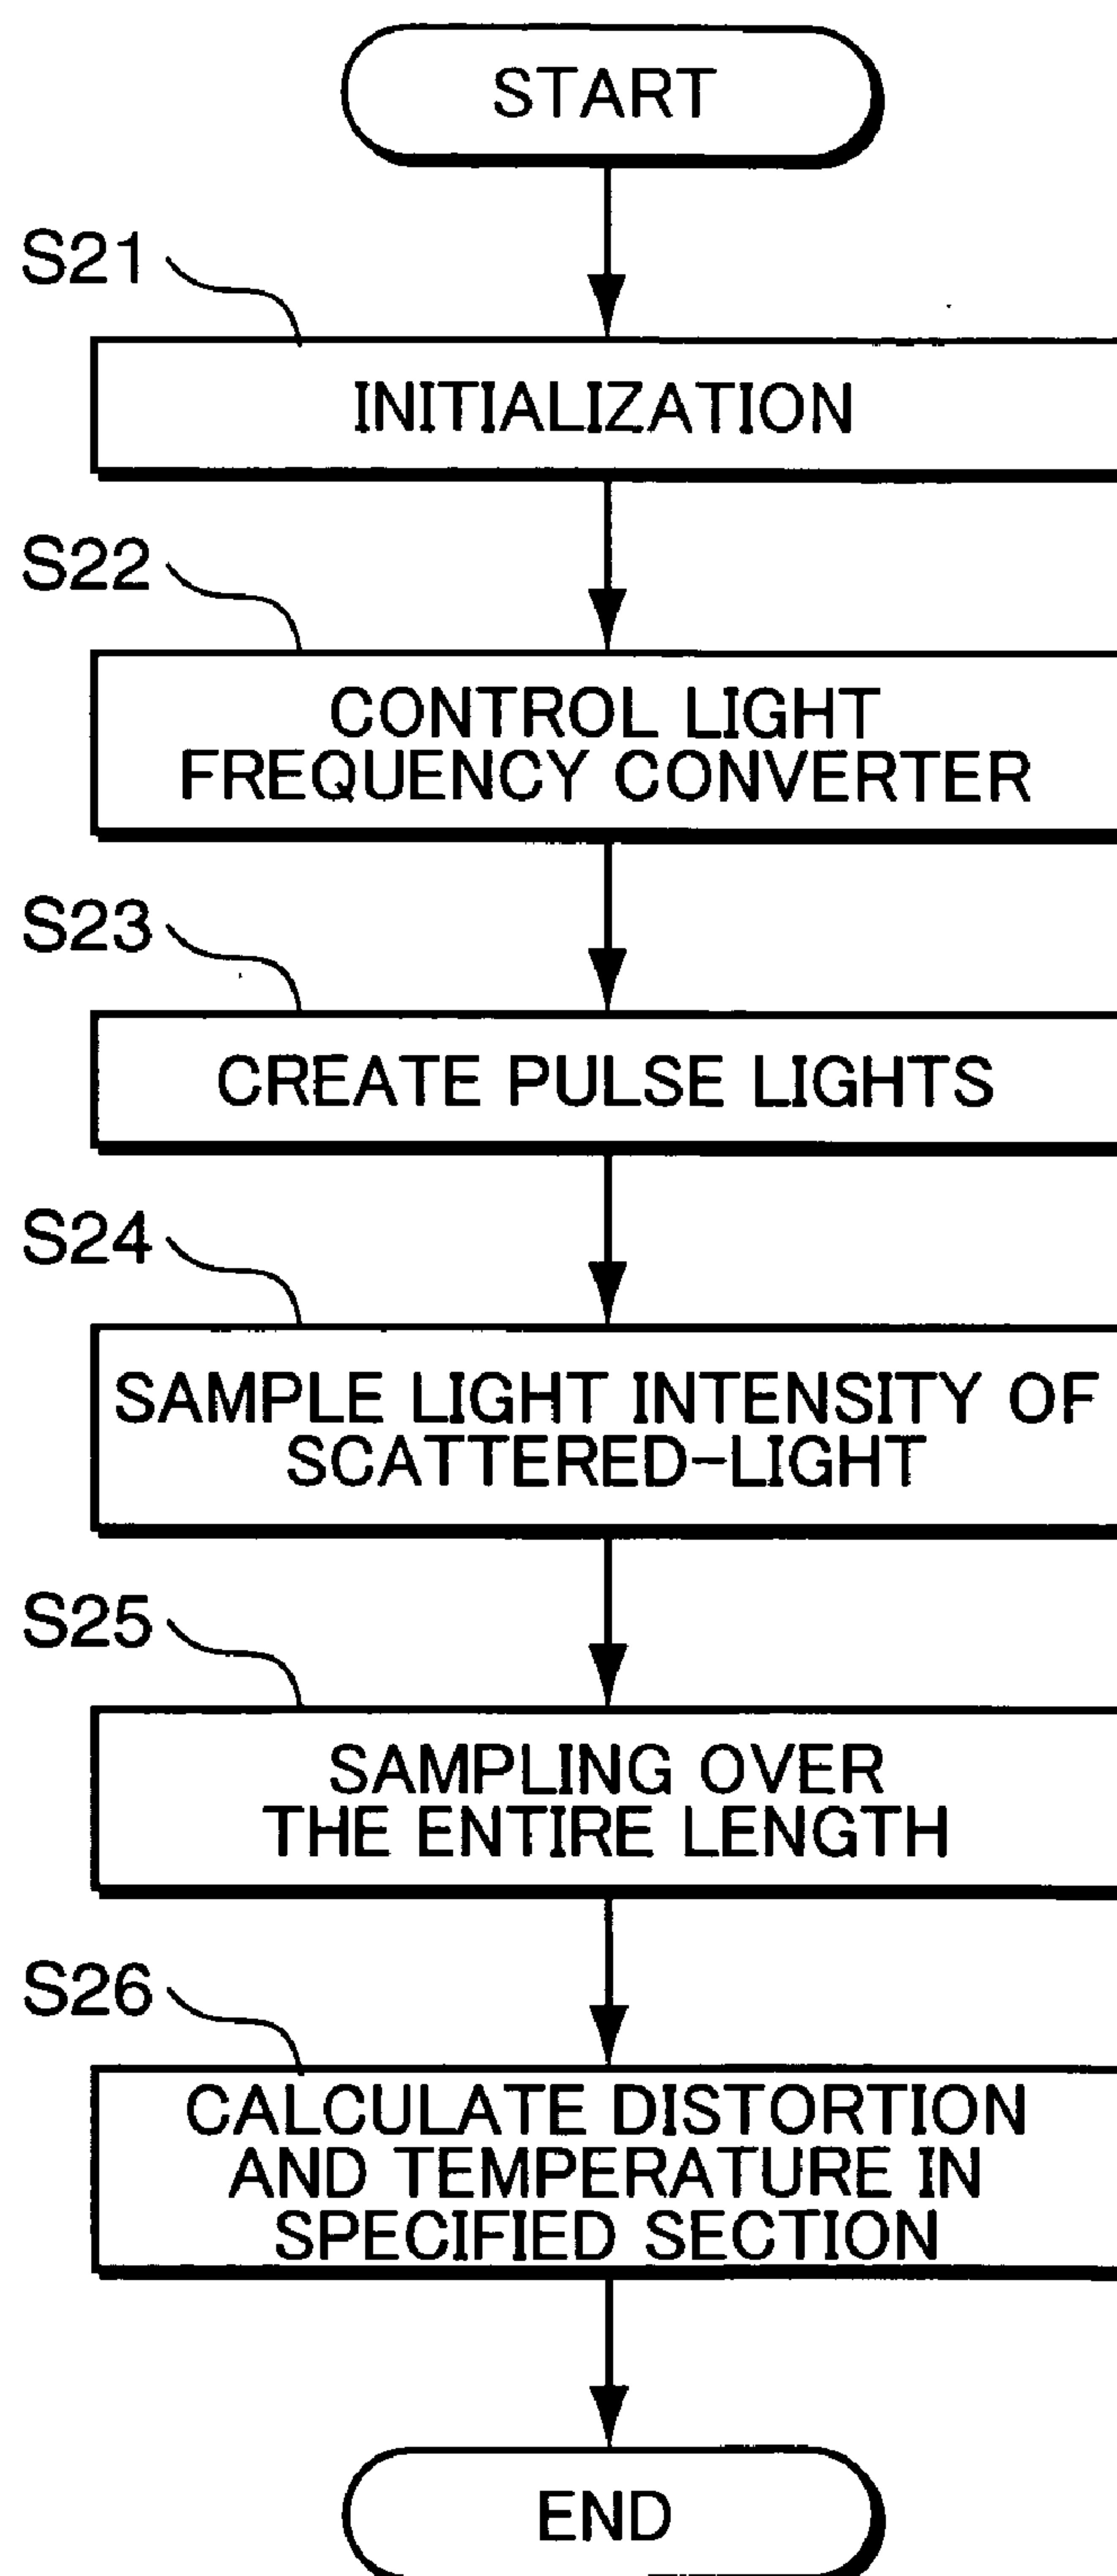 START
S21
INITIALIZATION
S22
CONTROL LIGHT
FREQUENCY CONVERTER
S23
CREATE PULSE LIGHTS
S24
SAMPLE LIGHT INTENSITY OF
SCATTERED-LIGHT
S25
SAMPLING OVER
THE ENTIRE LENGTH
S26
CALCULATE DISTORTION
AND TEMPERATURE IN
SPECIFIED SECTION
END